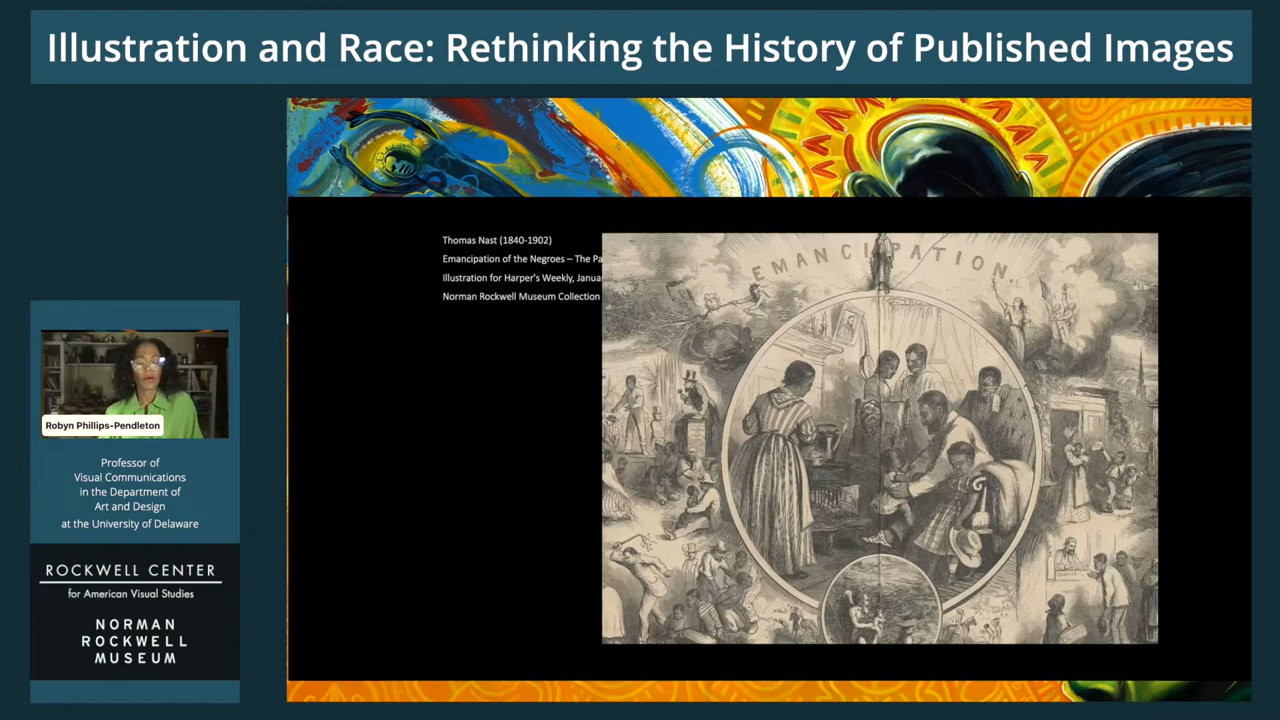 Illustration and Race: Rethinking the History of Published Images
Thomas Nast (1840-1902)
Emancipation of the Negroes – The Pa
Illustration for Harper's Weekly, Janua
Norman Rockwell Museum Collection
EMANCIPATION.
Robyn Phillips-Pendleton
Professor of
Visual Communications
in the Department of
Art and Design
at the University of Delaware
ROCKWELL CENTER
for American Visual Studies
NORMAN
ROCKWELL
MUSEUM